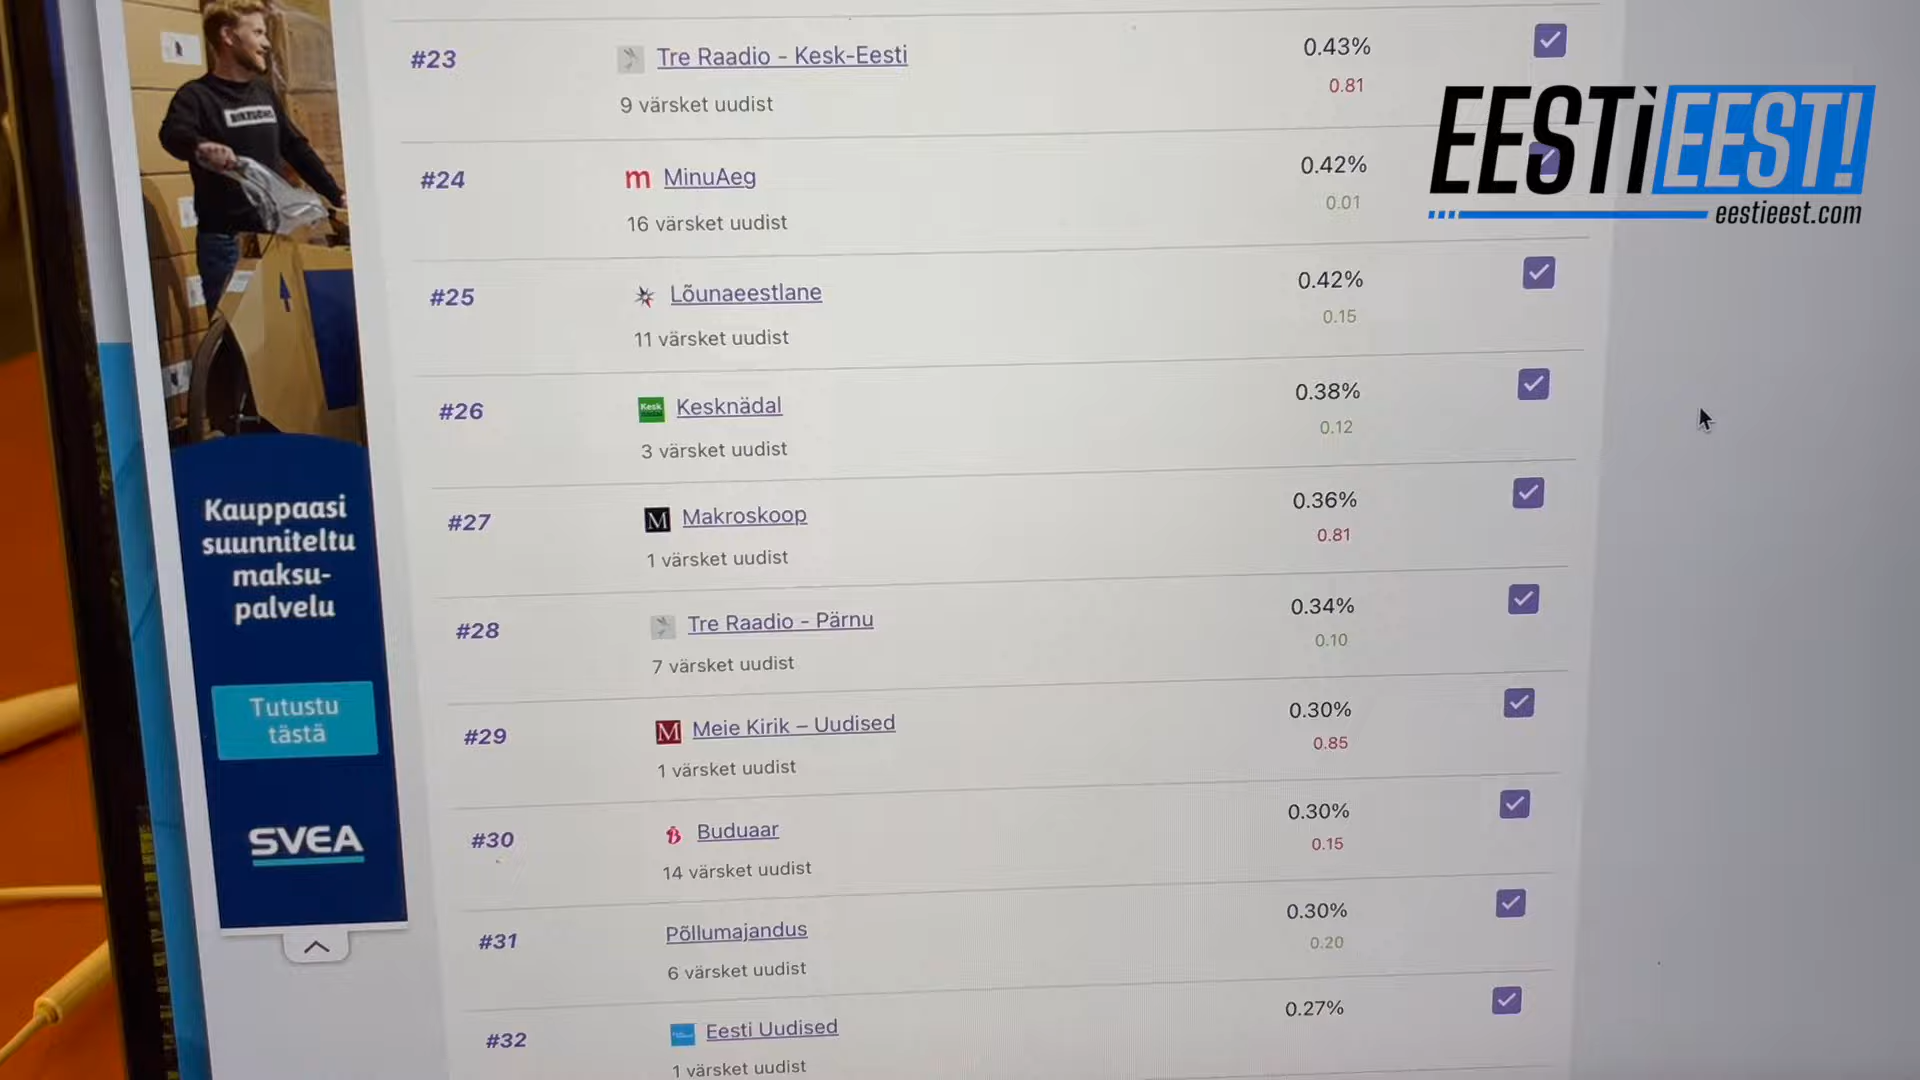 #23
Tre Raadio - Kesk-Eesti
9 värsket uudist
0.43%
0.81
#24
m MinuAeg
16 värsket uudist
0.42%
0.01
#25
Lõunaeestlane
11 värsket uudist
0.42%
0.15
#26
Kesk
Kesknädal
3 värsket uudist
0.38%
0.12
#27
M Makroskoop
1 värsket uudist
0.36%
0.81
#28
Tre Raadio - Pärnu
7 värsket uudist
0.34%
0.10
#29
M Meie Kirik – Uudised
1 värsket uudist
0.30%
0.85
#30
Buduaar
14 värsket uudist
0.30%
0.15
#31
Põllumajandus
6 värsket uudist
0.30%
0.20
#32
Eesti Uudised
1 värsket uudist
0.27%
Kauppaasi
suunniteltu
maksu-
palvelu
Tutustu
tästä
SVEA
EESTI EEST!
eestieest.com